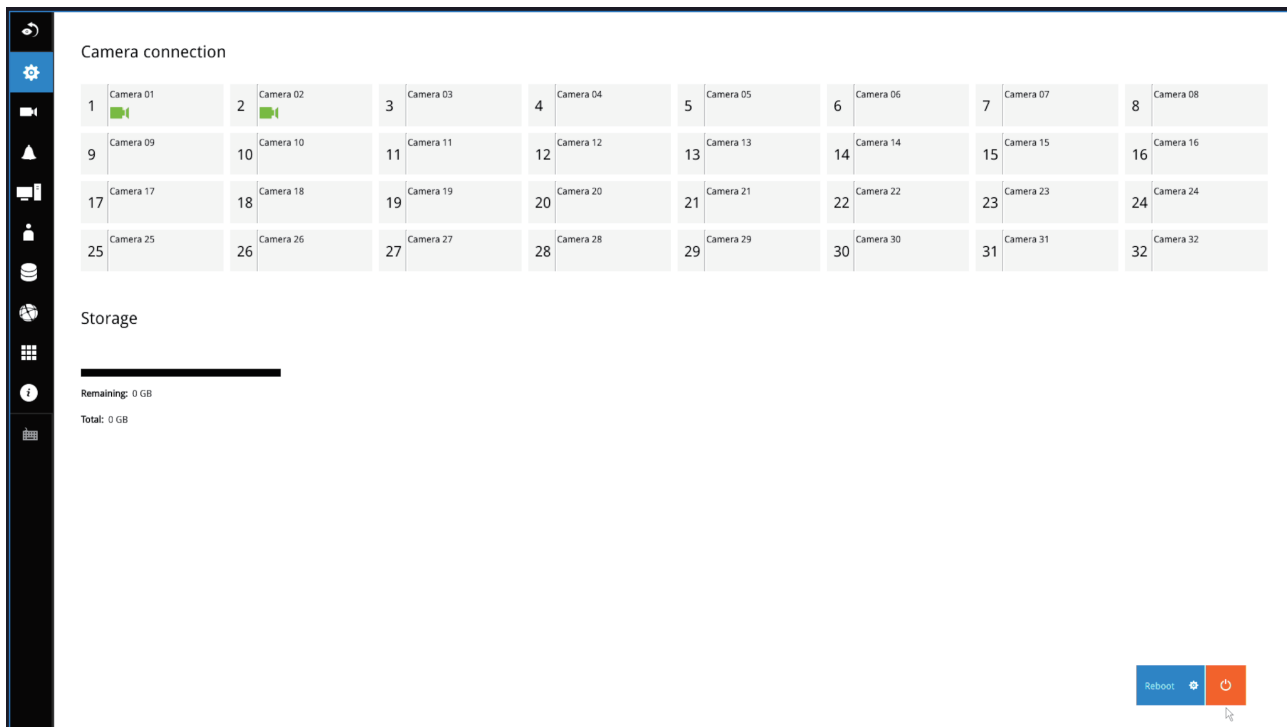 Camera connection
1 Camera 01 2 Camera 02 3 Camera 03 4 Camera 04 5 Camera 05 6 Camera 06 7 Camera 07 8 Camera 08
9 Camera 09 10 Camera 10 11 Camera 11 12 Camera 12 13 Camera 13 14 Camera 14 15 Camera 15 16 Camera 16
17 Camera 17 18 Camera 18 19 Camera 19 20 Camera 20 21 Camera 21 22 Camera 22 23 Camera 23 24 Camera 24
25 Camera 25 26 Camera 26 27 Camera 27 28 Camera 28 29 Camera 29 30 Camera 30 31 Camera 31 32 Camera 32
Storage
Remaining: 0 GB
Total: 0 GB
Reboot